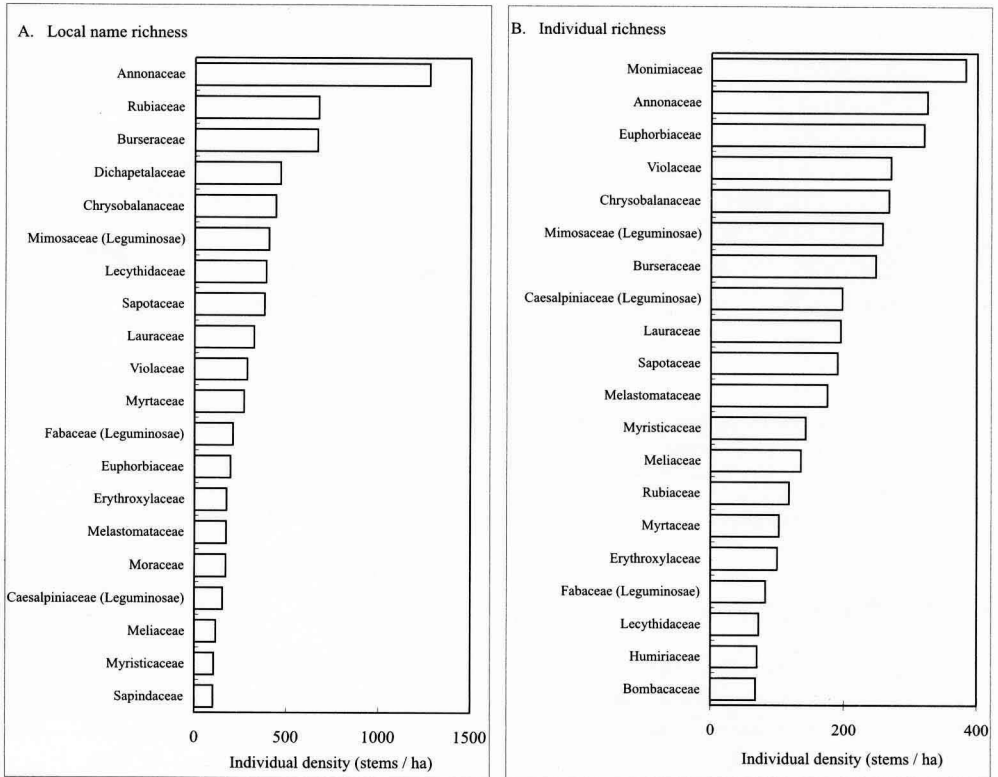 A. Local name richness
Annonaceae
Rubiaceae
Burseraceae
Dichapetalaceae
Chrysobalanaceae
Mimosaceae (Leguminosae)
Lecythidaceae
Sapotaceae
Lauraceae
Violaceae
Myrtaceae
Fabaceae (Leguminosae)
Euphorbiaceae
Erythroxylaceae
Melastomataceae
Moraceae
Caesalpiniaceae (Leguminosae)
Meliaceae
Myristicaceae
Sapindaceae
0 500 1000 1500
Individual density (stems / ha)
B. Individual richness
Monimiaceae
Annonaceae
Euphorbiaceae
Violaceae
Chrysobalanaceae
Mimosaceae (Leguminosae)
Burseraceae
Caesalpiniaceae (Leguminosae)
Lauraceae
Sapotaceae
Melastomataceae
Myristicaceae
Meliaceae
Rubiaceae
Myrtaceae
Erythroxylaceae
Fabaceae (Leguminosae)
Lecythidaceae
Humiriaceae
Bombacaceae
0 200 400
Individual density (stems / ha)